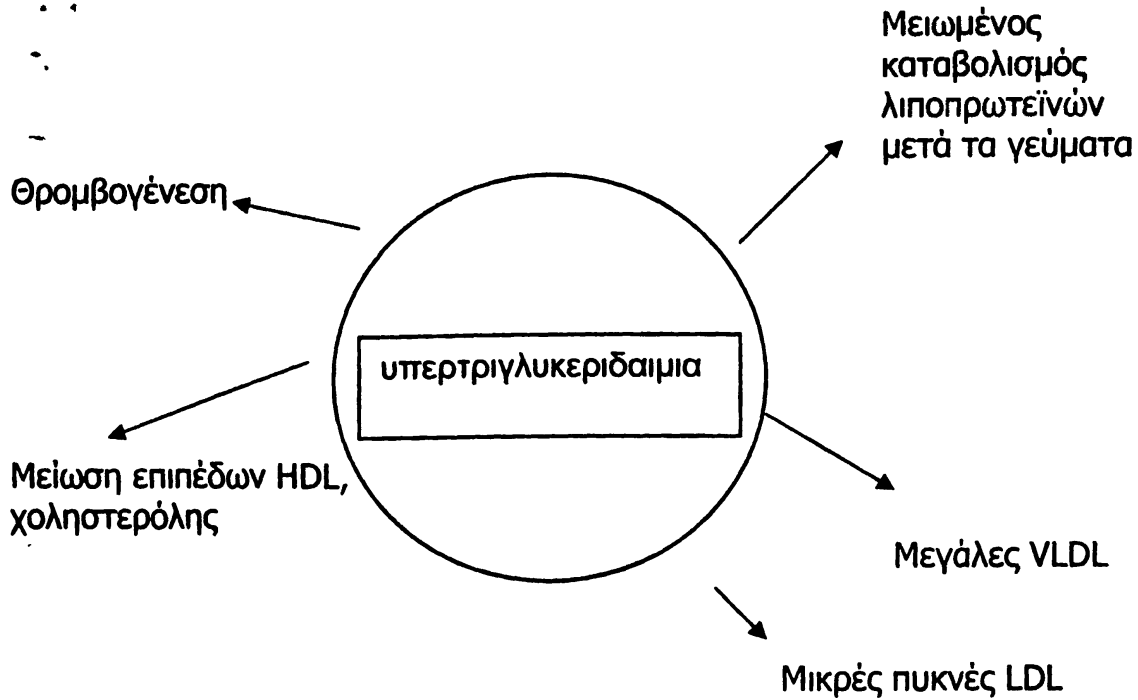 Μειωμένος
καταβολισμός
λιποπρωτεϊνών
μετά τα γεύματα
Θρομβογένεση
υπερτριγλυκεριδαιμια
Μείωση επιπέδων HDL,
χοληστερόλης
Μεγάλες VLDL
Μικρές πυκνές LDL